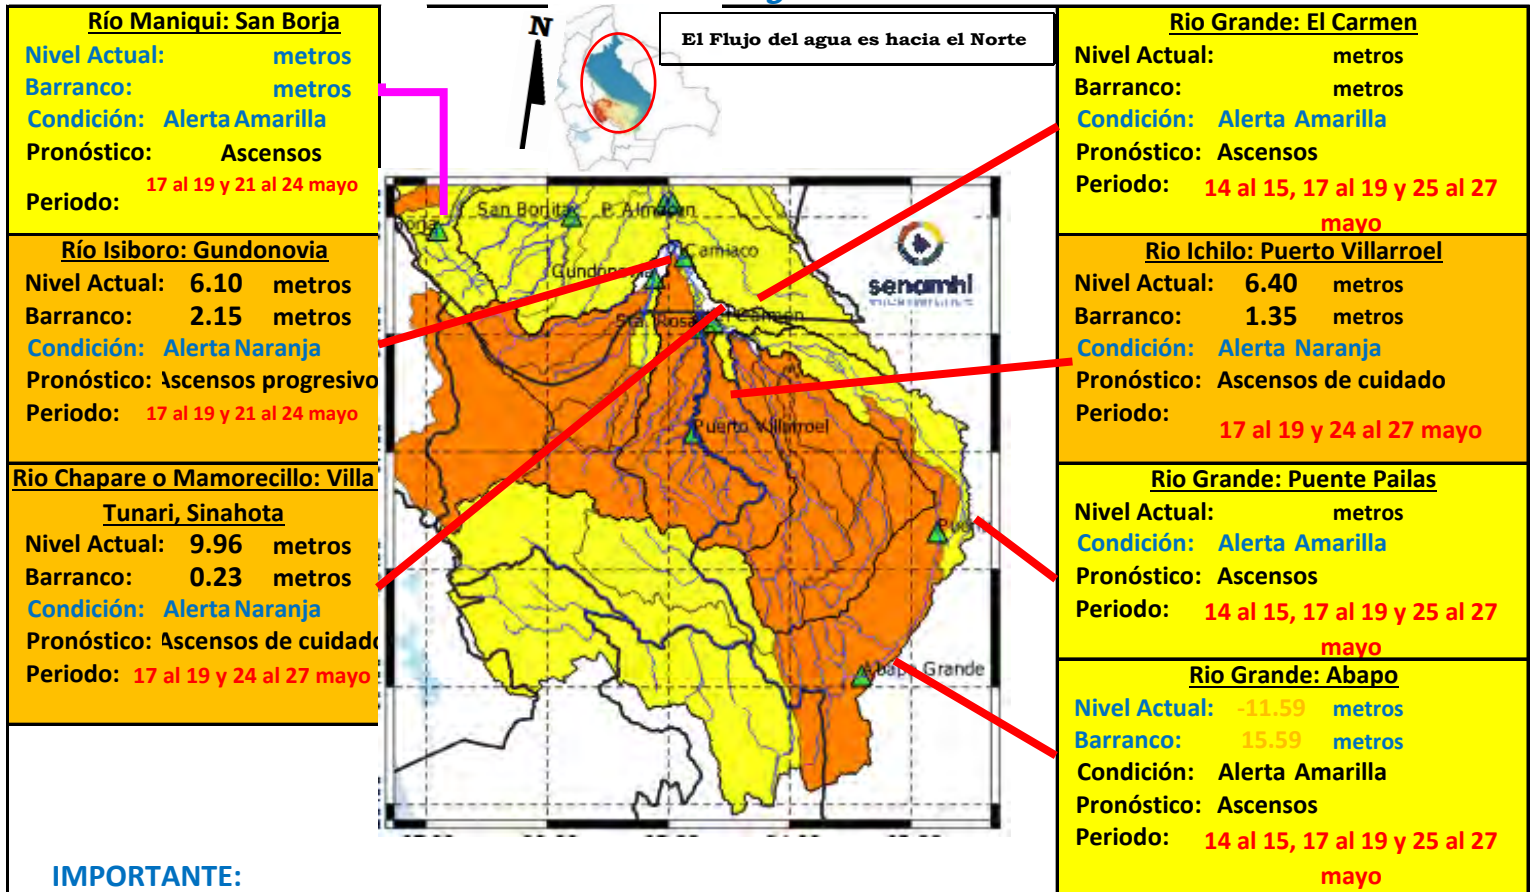 Río Maniqui: San Borja
Nivel Actual: metros
Barranco: metros
Condición: Alerta Amarilla
Pronóstico: Ascensos
17 al 19 y 21 al 24 mayo
Periodo:
Río Isiboro: Gundonovia
Nivel Actual: 6.10 metros
Barranco: 2.15 metros
Condición: Alerta Naranja
Pronóstico: Ascensos progresivo
Periodo: 17 al 19 y 21 al 24 mayo
Rio Chapare o Mamorecillo: Villa
Tunari, Sinahota
Nivel Actual: 9.96 metros
Barranco: 0.23 metros
Condición: Alerta Naranja
Pronóstico: Ascensos de cuidado
Periodo: 17 al 19 y 24 al 27 mayo
IMPORTANTE:
N
El Flujo del agua es hacia el Norte
San Borjita
P. Almacen
Camiaco
Gundonovia
senamhi
Sta. Rosa
El Carmen
Puerto Villarroel
Abapo Grande
Rio Grande: El Carmen
Nivel Actual: metros
Barranco: metros
Condición: Alerta Amarilla
Pronóstico: Ascensos
Periodo: 14 al 15, 17 al 19 y 25 al 27
mayo
Rio Ichilo: Puerto Villarroel
Nivel Actual: 6.40 metros
Barranco: 1.35 metros
Condición: Alerta Naranja
Pronóstico: Ascensos de cuidado
Periodo:
17 al 19 y 24 al 27 mayo
Rio Grande: Puente Pailas
Nivel Actual: metros
Condición: Alerta Amarilla
Pronóstico: Ascensos
Periodo: 14 al 15, 17 al 19 y 25 al 27
mayo
Rio Grande: Abapo
Nivel Actual: -11.59 metros
Barranco: 15.59 metros
Condición: Alerta Amarilla
Pronóstico: Ascensos
Periodo: 14 al 15, 17 al 19 y 25 al 27
mayo